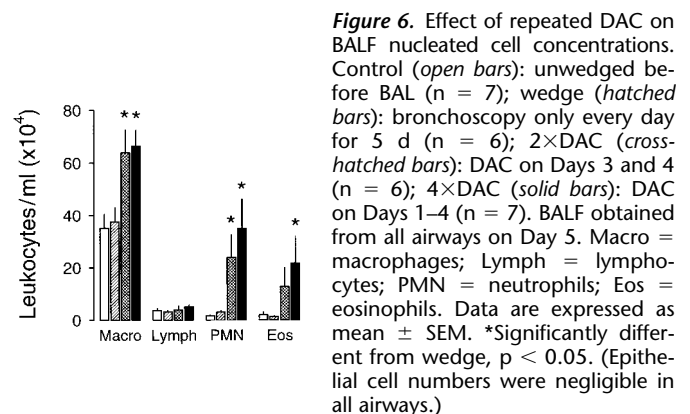 Figure 6. Effect of repeated DAC on
BALF nucleated cell concentrations.
Control (open bars): unwedged be-
fore BAL (n = 7); wedge (hatched
bars): bronchoscopy only every day
for 5 d (n = 6); 2×DAC (cross-
hatched bars): DAC on Days 3 and 4
(n = 6); 4×DAC (solid bars): DAC
on Days 1–4 (n = 7). BALF obtained
from all airways on Day 5. Macro =
macrophages; Lymph = lympho-
cytes; PMN = neutrophils; Eos =
eosinophils. Data are expressed as
mean ± SEM. *Significantly differ-
ent from wedge, p < 0.05. (Epithe-
lial cell numbers were negligible in
all airways.)
Leukocytes/ml (x10⁴)
80
60
40
20
0
* *
* *
*
Macro Lymph PMN Eos